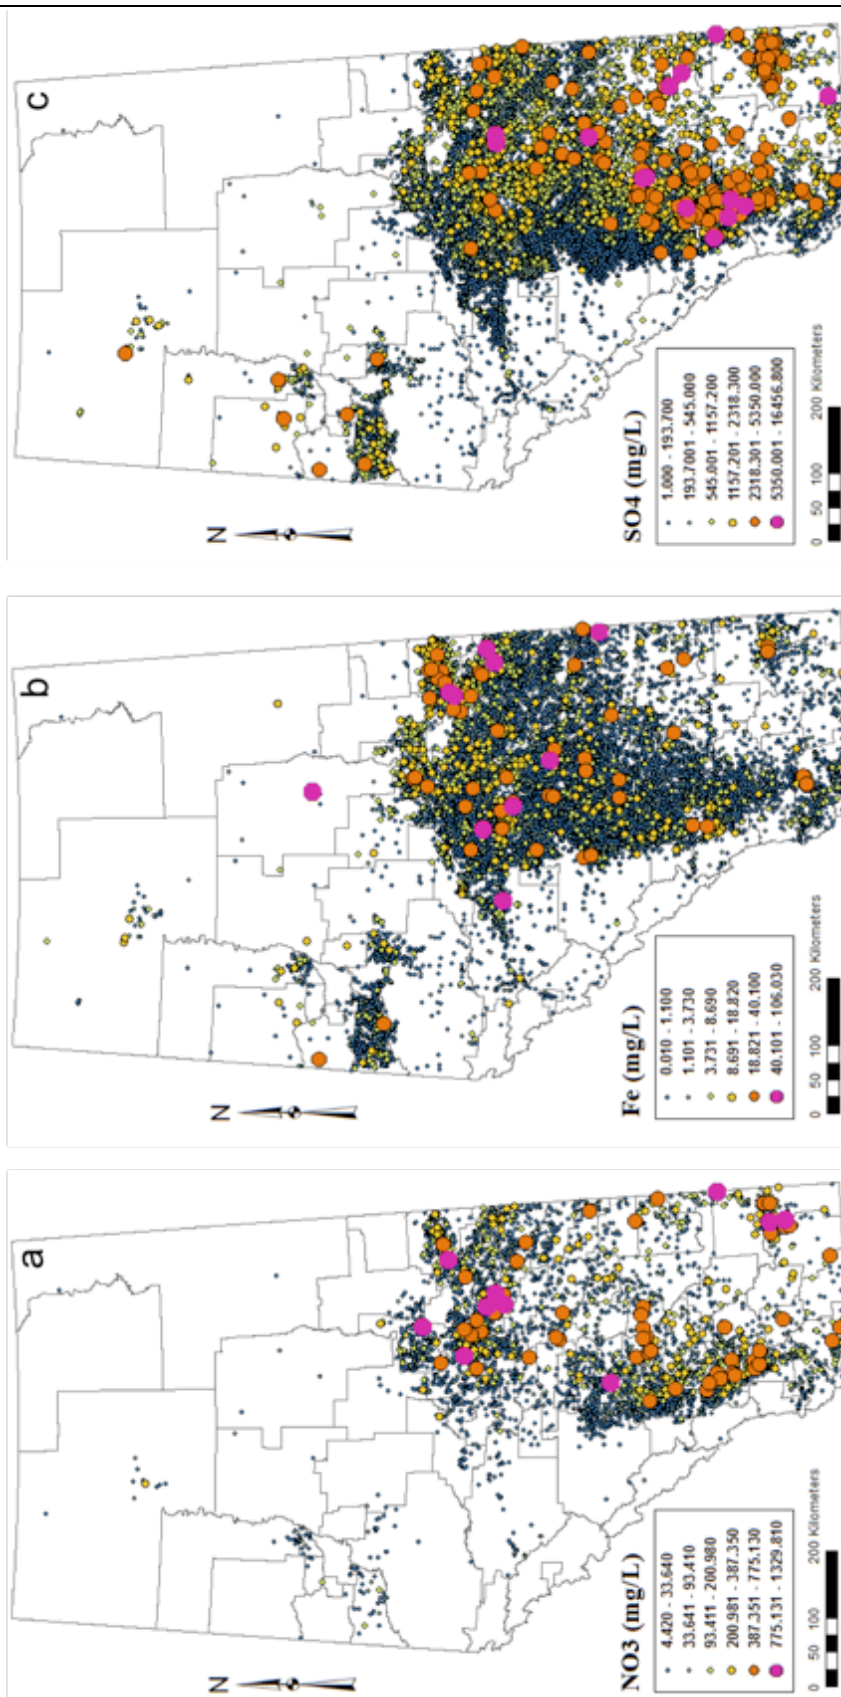 a
N
NO3 (mg/L)
4.420 - 33.640
33.641 - 93.410
93.411 - 200.980
200.981 - 387.350
387.351 - 775.130
775.131 - 1329.810
0 50 100 200 Kilometers
b
N
Fe (mg/L)
0.010 - 1.100
1.101 - 3.730
3.731 - 8.690
8.691 - 18.820
18.821 - 40.100
40.101 - 106.030
0 50 100 200 Kilometers
c
N
SO4 (mg/L)
1.000 - 193.700
193.7001 - 545.000
545.001 - 1157.200
1157.201 - 2318.300
2318.301 - 5350.000
5350.001 - 16456.800
0 50 100 200 Kilometers